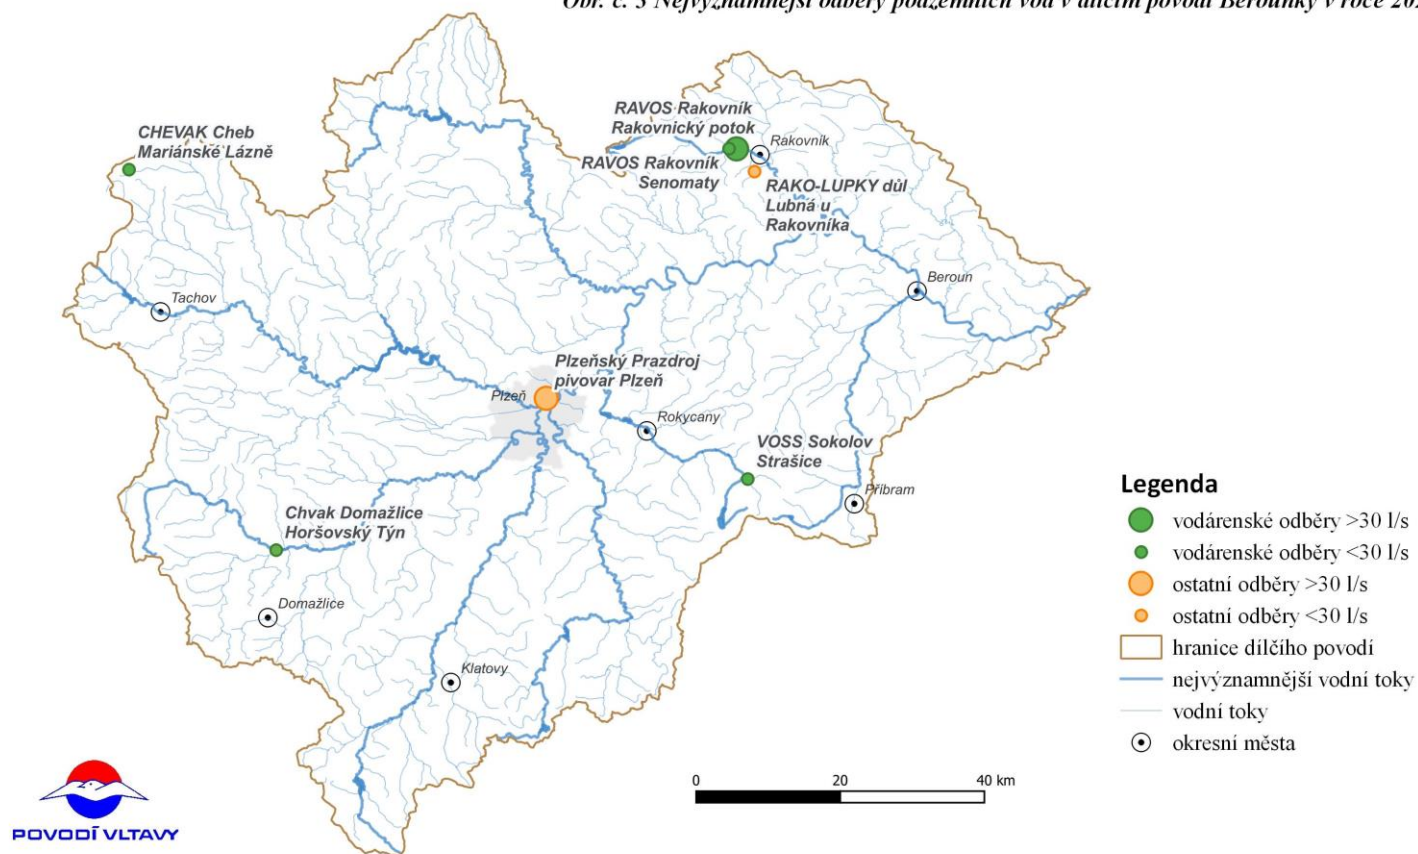 Obr. č. 3 Nejvýznamnější odběry podzemních vod v dílčím povodí Berounky v roce
RAVOS Rakovník
Rakovnický potok
CHEVAK Cheb
Mariánské Lázně
Rakovník
RAVOS Rakovník
Senomaty
RAKO-LUPKY důl
Lubná u
Rakovníka
Beroun
Tachov
Plzeňský Prazdroj
pivovar Plzeň
Plzeň
Rokycany
VOSS Sokolov
Strašice
Příbram
Chvak Domažlice
Horšovský Týn
Domažlice
Klatovy
Legenda
vodárenské odběry >30 l/s
vodárenské odběry <30 l/s
ostatní odběry >30 l/s
ostatní odběry <30 l/s
hranice dílčího povodí
nejvýznamnější vodní toky
vodní toky
okresní města
0 20 40 km
POVODÍ VLTAVY